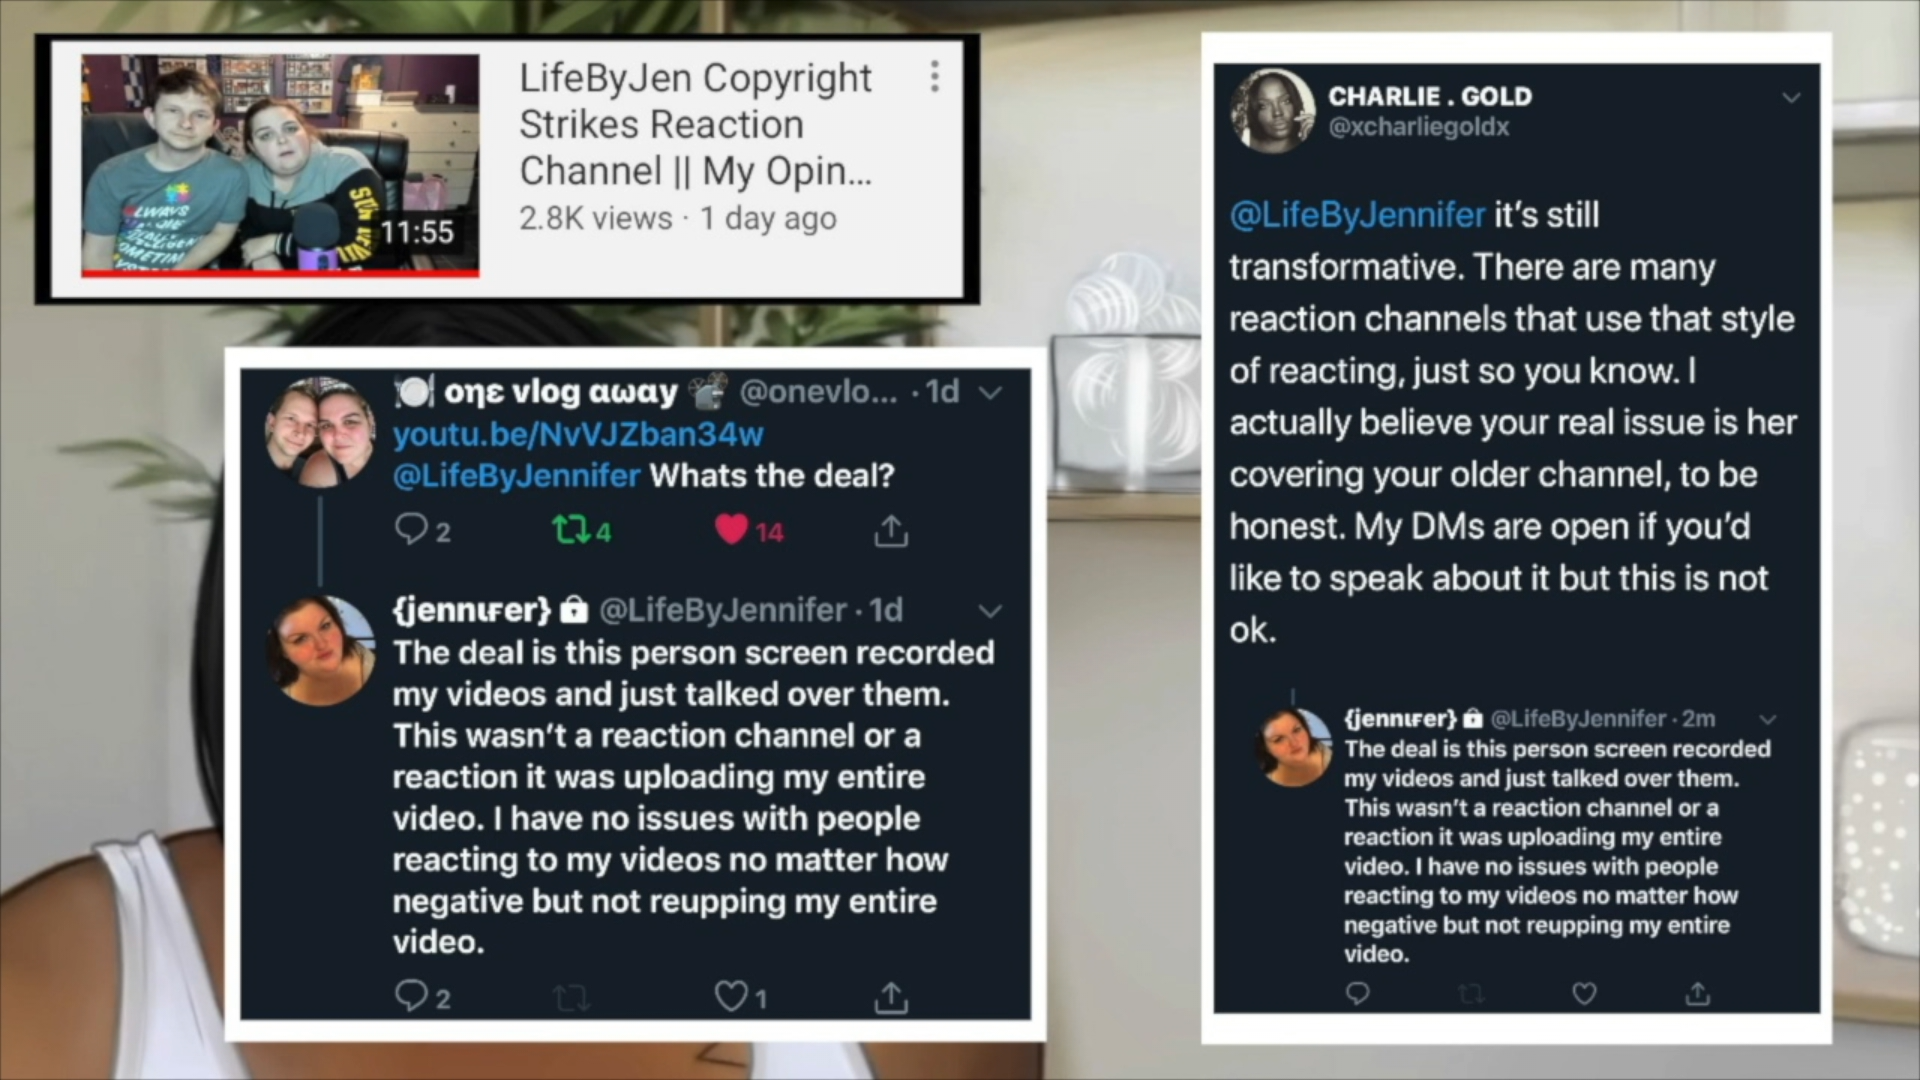 LifeByJen Copyright
Strikes Reaction
Channel || My Opin...
2.8K views · 1 day ago
11:55
🍽 oηε vlog αωαy 📽 @onevlo... · 1d
youtu.be/NvVJZban34w
@LifeByJennifer Whats the deal?
2 4 14
{jennιғer} 🔒 @LifeByJennifer · 1d
The deal is this person screen recorded
my videos and just talked over them.
This wasn't a reaction channel or a
reaction it was uploading my entire
video. I have no issues with people
reacting to my videos no matter how
negative but not reupping my entire
video.
2 1
CHARLIE . GOLD
@xcharliegoldx
@LifeByJennifer it's still
transformative. There are many
reaction channels that use that style
of reacting, just so you know. I
actually believe your real issue is her
covering your older channel, to be
honest. My DMs are open if you'd
like to speak about it but this is not
ok.
{jennιғer} 🔒 @LifeByJennifer · 2m
The deal is this person screen recorded
my videos and just talked over them.
This wasn't a reaction channel or a
reaction it was uploading my entire
video. I have no issues with people
reacting to my videos no matter how
negative but not reupping my entire
video.